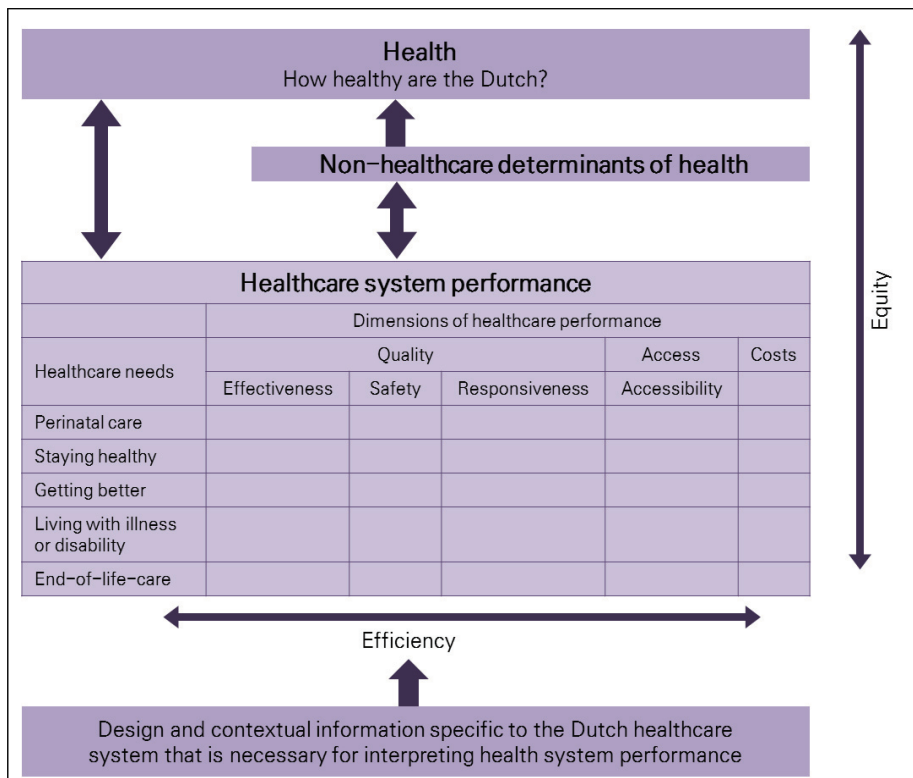 Health
How healthy are the Dutch?
Non-healthcare determinants of health
Healthcare system performance
Dimensions of healthcare performance
Healthcare needs
Quality
Access
Costs
Effectiveness
Safety
Responsiveness
Accessibility
Perinatal care
Staying healthy
Getting better
Living with illness
or disability
End-of-life-care
Equity
Efficiency
Design and contextual information specific to the Dutch healthcare
system that is necessary for interpreting health system performance